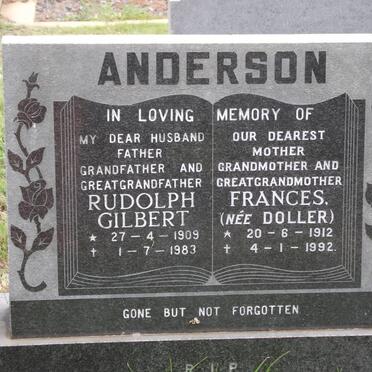 ANDERSON
IN LOVING MEMORY OF
MY DEAR HUSBAND
FATHER
GRANDFATHER AND
GREATGRANDFATHER
RUDOLPH
GILBERT
* 27-4-1909
† 1-7-1983
OUR DEAREST
MOTHER
GRANDMOTHER AND
GREATGRANDMOTHER
FRANCES,
(NÉE DOLLER)
* 20-6-1912
† 4-1-1992.
GONE BUT NOT FORGOTTEN
R.I.P.